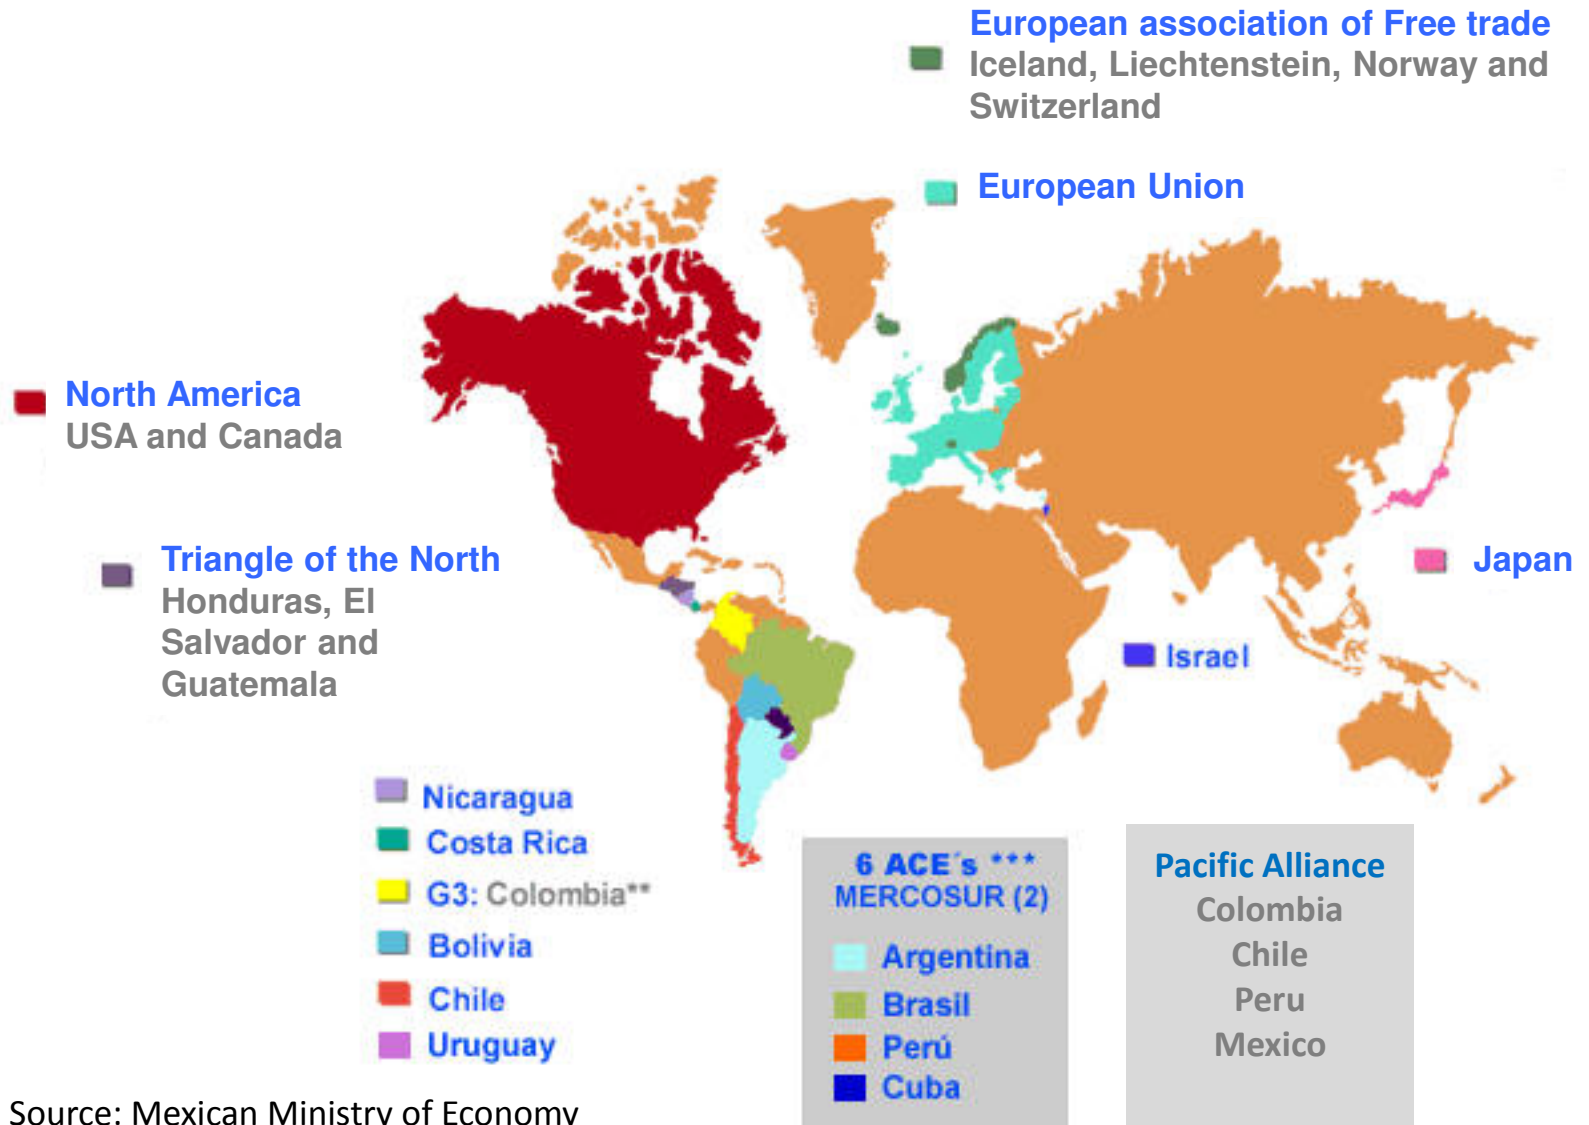 European association of Free trade
Iceland, Liechtenstein, Norway and
Switzerland
European Union
North America
USA and Canada
Triangle of the North
Honduras, El
Salvador and
Guatemala
Japan
Israel
Nicaragua
Costa Rica
G3: Colombia**
Bolivia
Chile
Uruguay
6 ACE´s ***
MERCOSUR (2)
Argentina
Brasil
Perú
Cuba
Pacific Alliance
Colombia
Chile
Peru
Mexico
Source: Mexican Ministry of Economy